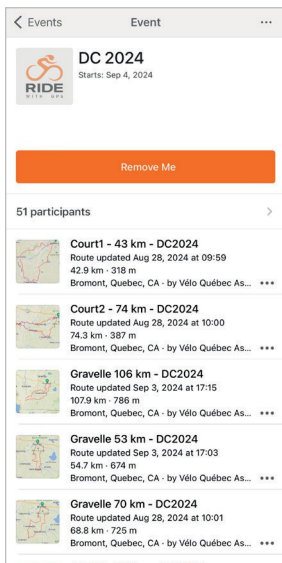 Events
Event
...
RIDE
WITH GPS
DC 2024
Starts: Sep 4, 2024
Remove Me
51 participants
Court1 - 43 km - DC2024
Route updated Aug 28, 2024 at 09:59
42.9 km · 318 m
Bromont, Quebec, CA · by Vélo Québec As...
Court2 - 74 km - DC2024
Route updated Aug 28, 2024 at 10:00
74.3 km · 387 m
Bromont, Quebec, CA · by Vélo Québec As...
Gravelle 106 km - DC2024
Route updated Sep 3, 2024 at 17:15
107.9 km · 786 m
Bromont, Quebec, CA · by Vélo Québec As...
Gravelle 53 km - DC2024
Route updated Sep 3, 2024 at 17:03
54.7 km · 674 m
Bromont, Quebec, CA · by Vélo Québec As...
Gravelle 70 km - DC2024
Route updated Aug 28, 2024 at 10:01
68.8 km · 725 m
Bromont, Quebec, CA · by Vélo Québec As...